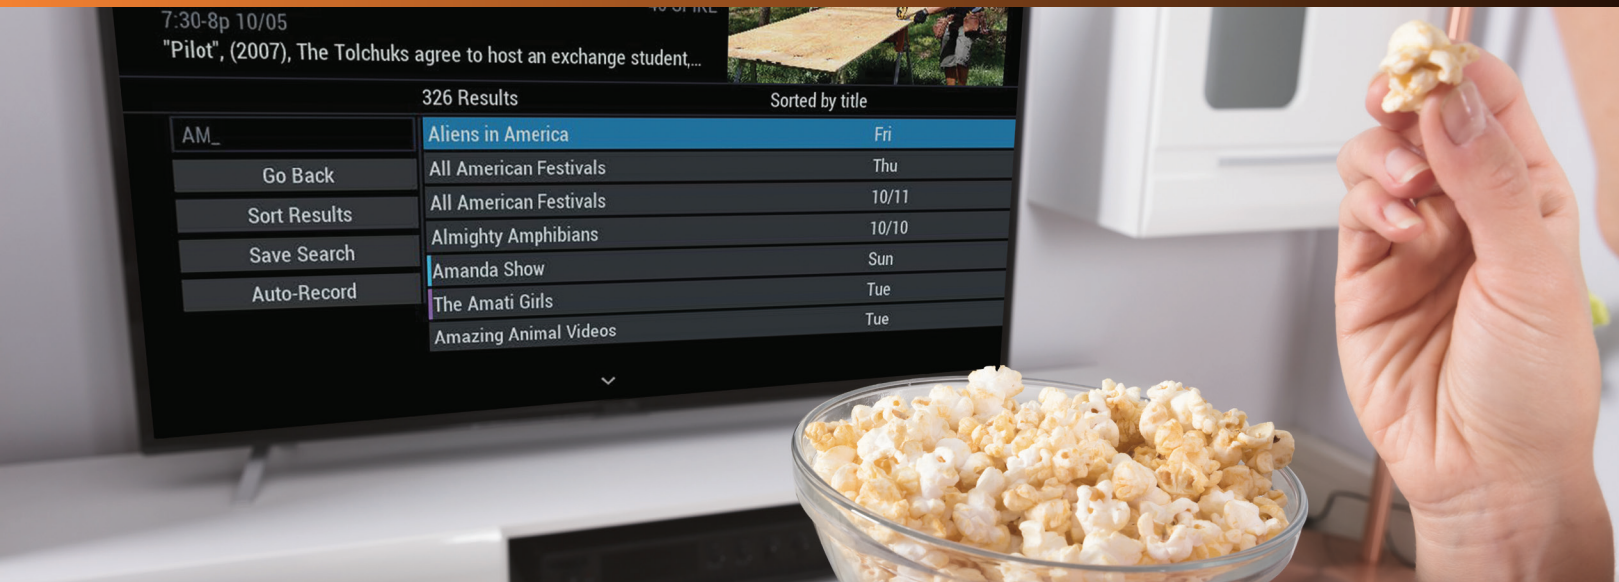 7:30-8p 10/05
"Pilot", (2007), The Tolchuks agree to host an exchange student,...
326 Results Sorted by title
AM_
Go Back
Sort Results
Save Search
Auto-Record
Aliens in America Fri
All American Festivals Thu
All American Festivals 10/11
Almighty Amphibians 10/10
Amanda Show Sun
The Amati Girls Tue
Amazing Animal Videos Tue